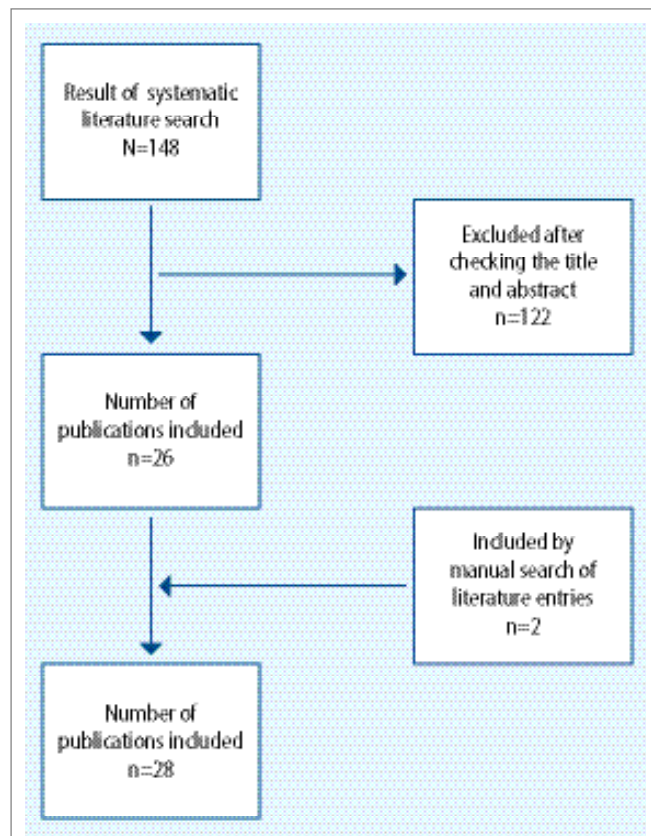 Result of systematic
literature search
N=148
Excluded after
checking the title
and abstract
n=122
Number of
publications included
n=26
Included by
manual search of
literature entries
n=2
Number of
publications included
n=28